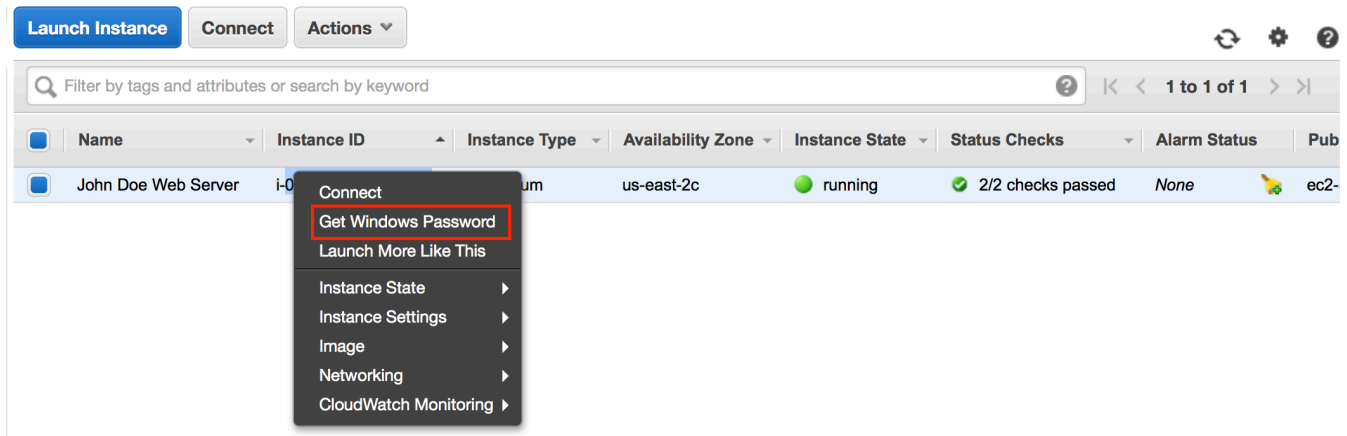 Launch Instance Connect Actions
Filter by tags and attributes or search by keyword 1 to 1 of 1
Name Instance ID Instance Type Availability Zone Instance State Status Checks Alarm Status Pub
John Doe Web Server i-0 um us-east-2c running 2/2 checks passed None ec2-
Connect
Get Windows Password
Launch More Like This
Instance State
Instance Settings
Image
Networking
CloudWatch Monitoring